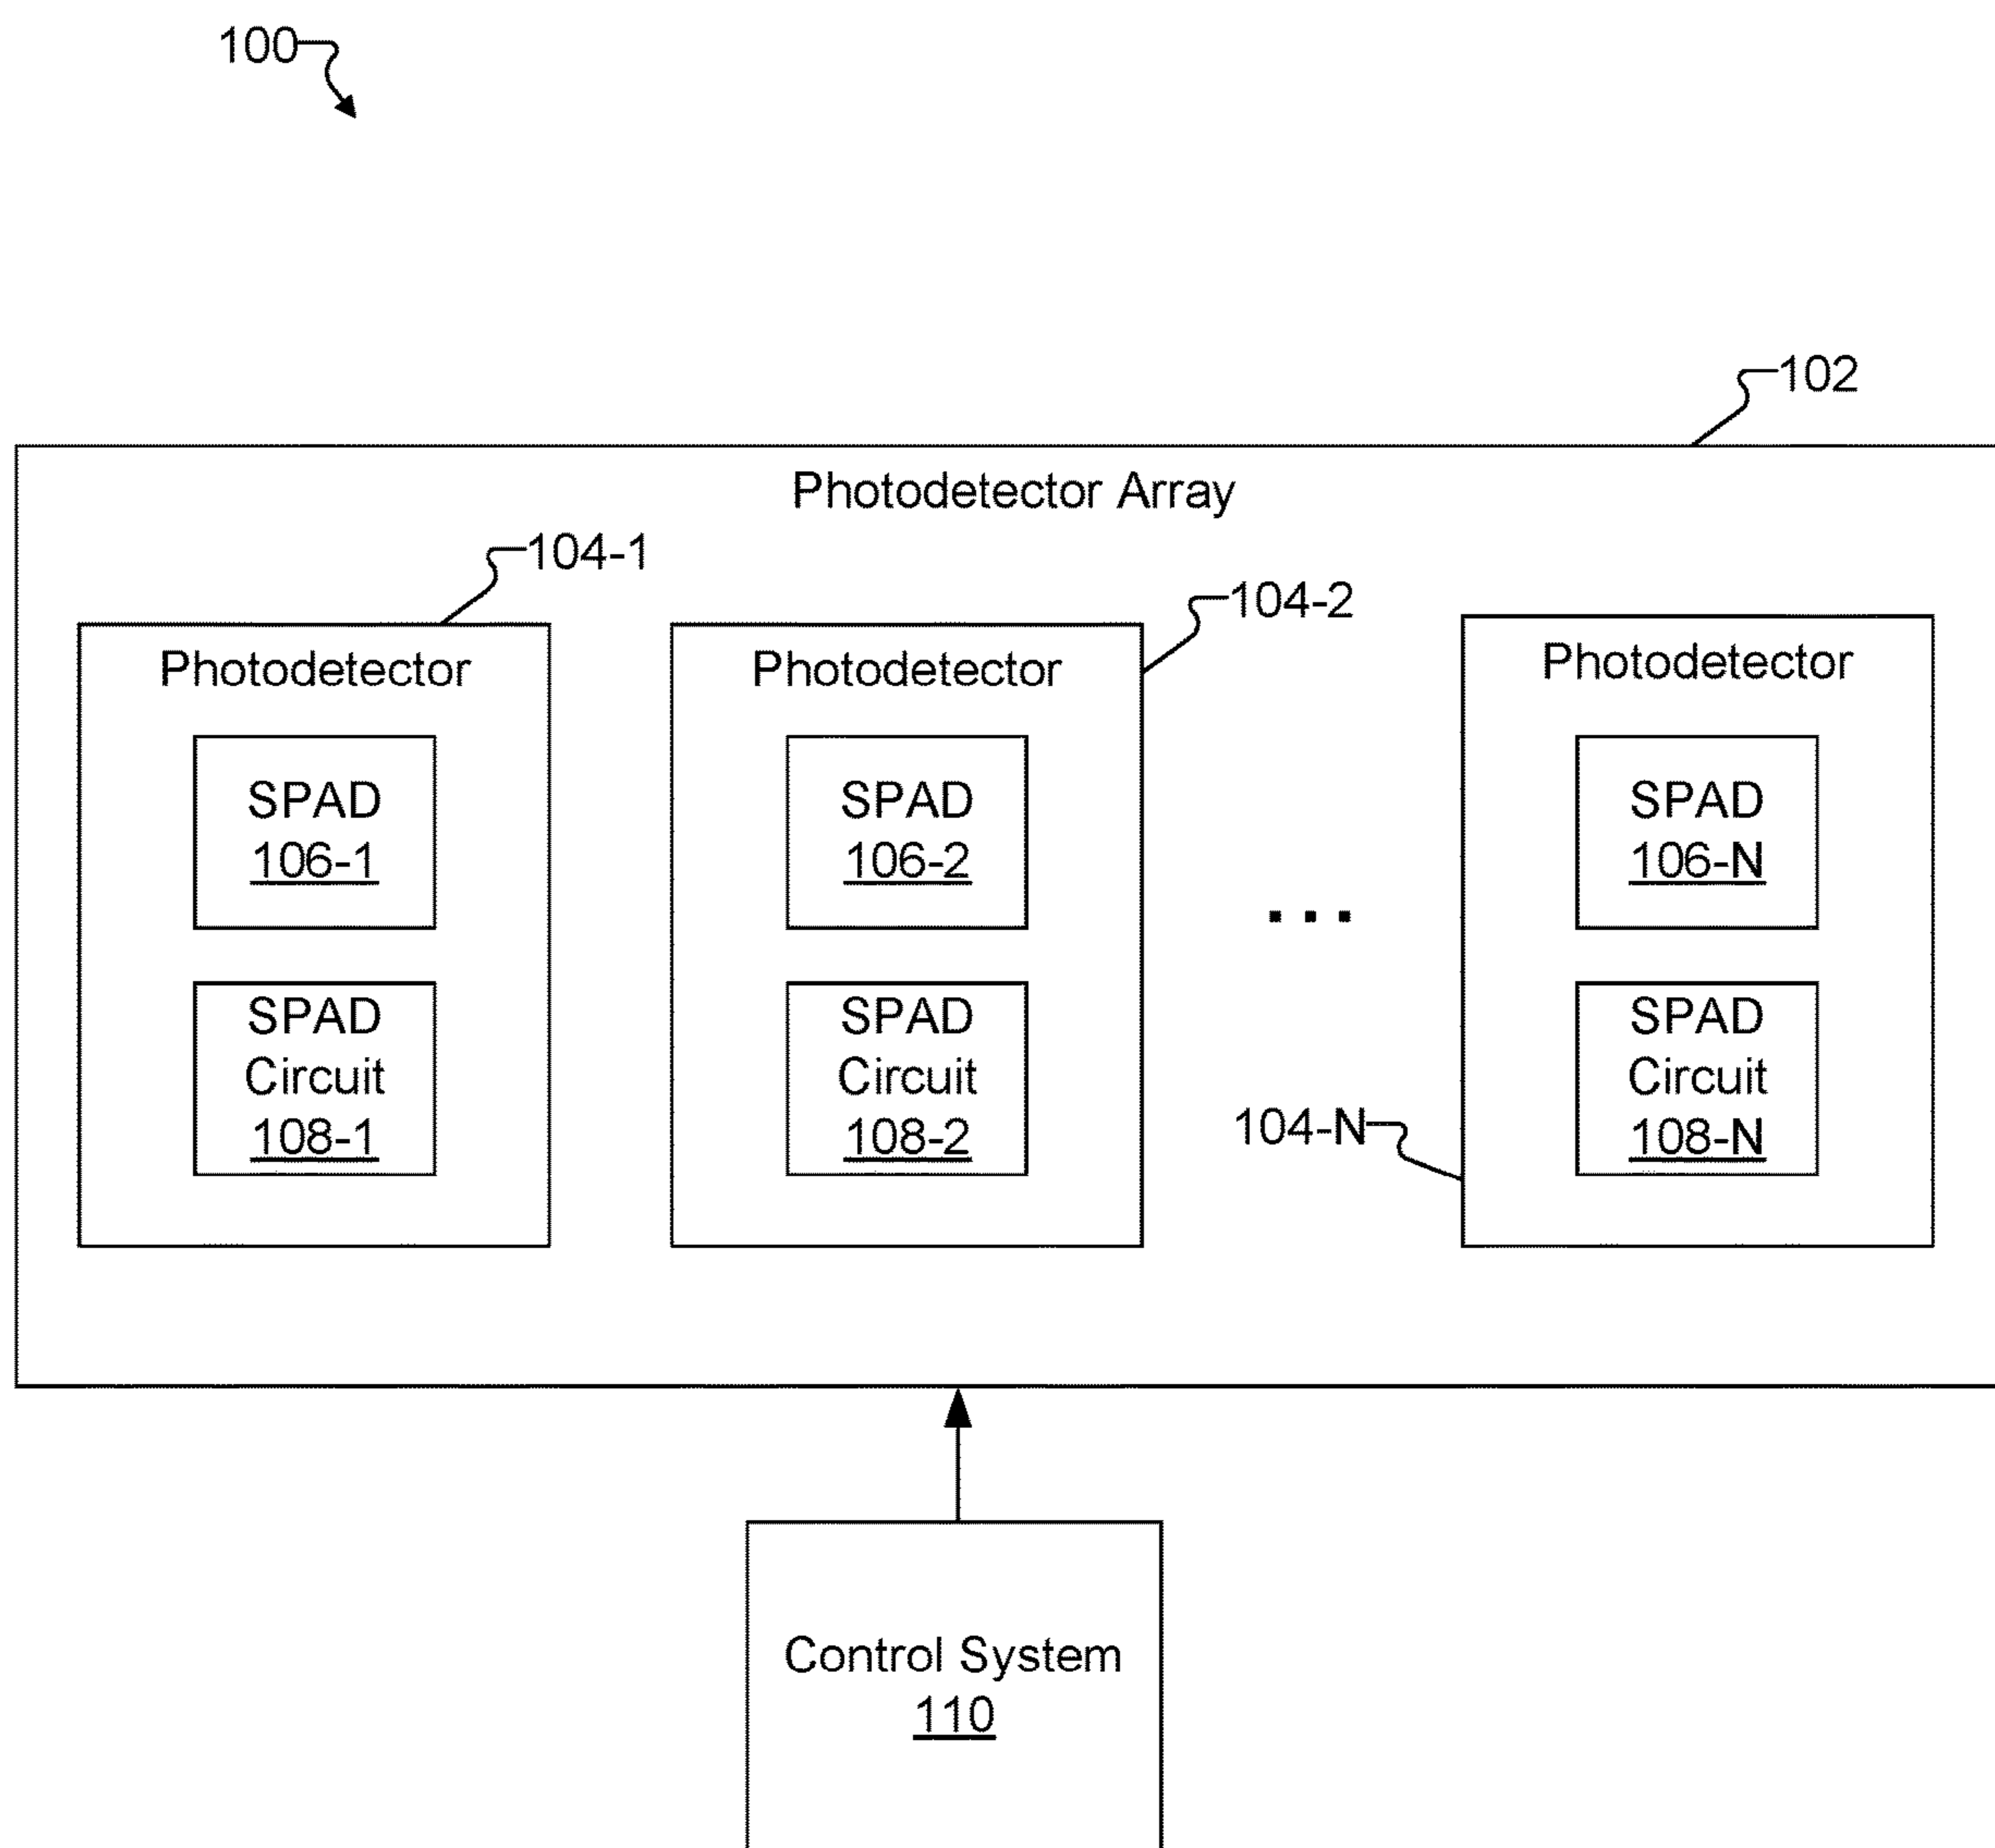 100
102
Photodetector Array
104-1
104-2
Photodetector
Photodetector
Photodetector
SPAD
106-1
SPAD
106-2
SPAD
106-N
...
SPAD
Circuit
108-1
SPAD
Circuit
108-2
104-N
SPAD
Circuit
108-N
Control System
110